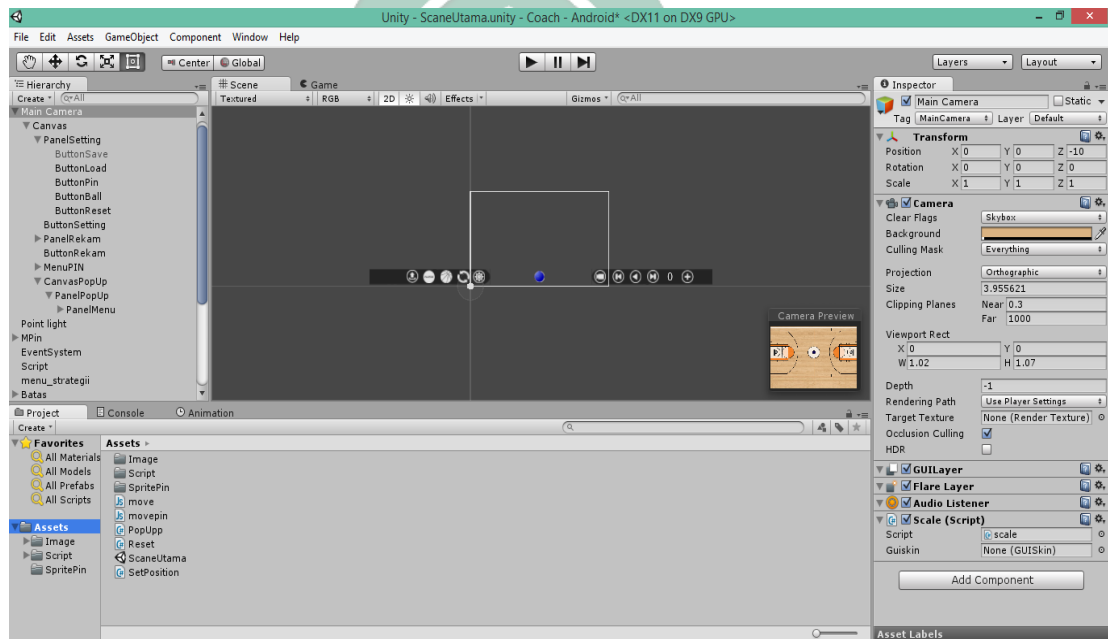 Unity - ScaneUtama.unity - Coach - Android* <DX11 on DX9 GPU>
File Edit Assets GameObject Component Window Help
Center Global
Layers Layout
Hierarchy
Create All
Main Camera
Canvas
PanelSetting
ButtonSave
ButtonLoad
ButtonPin
ButtonBall
ButtonReset
ButtonSetting
PanelRekam
ButtonRekam
MenuPIN
CanvasPopUp
PanelPopUp
PanelMenu
Point light
MPin
EventSystem
Script
menu_strategii
Batas
Scene Game
Textured RGB 2D Effects Gizmos All
0
Camera Preview
Inspector
Main Camera Static
Tag MainCamera Layer Default
Transform
Position X 0 Y 0 Z -10
Rotation X 0 Y 0 Z 0
Scale X 1 Y 1 Z 1
Camera
Clear Flags Skybox
Background
Culling Mask Everything
Projection Orthographic
Size 3.955621
Clipping Planes Near 0.3
Far 1000
Viewport Rect
X 0 Y 0
W 1.02 H 1.07
Depth -1
Rendering Path Use Player Settings
Target Texture None (Render Texture)
Occlusion Culling
HDR
GUILayer
Flare Layer
Audio Listener
Scale (Script)
Script scale
Guiskin None (GUISkin)
Add Component
Asset Labels
Project Console Animation
Create
Favorites
All Materials
All Models
All Prefabs
All Scripts
Assets
Image
Script
SpritePin
Assets
Image
Script
SpritePin
move
movepin
PopUpp
Reset
ScaneUtama
SetPosition